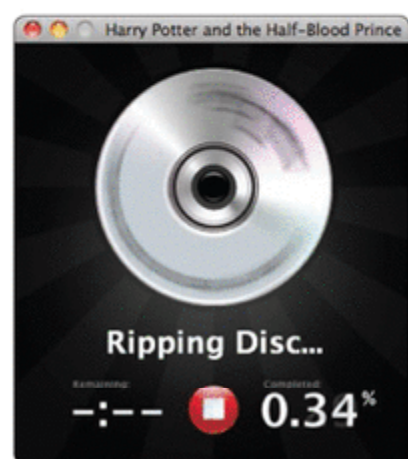 Harry Potter and the Half-Blood Prince
Ripping Disc...
Remaining: Completed:
-:-- 0.34%